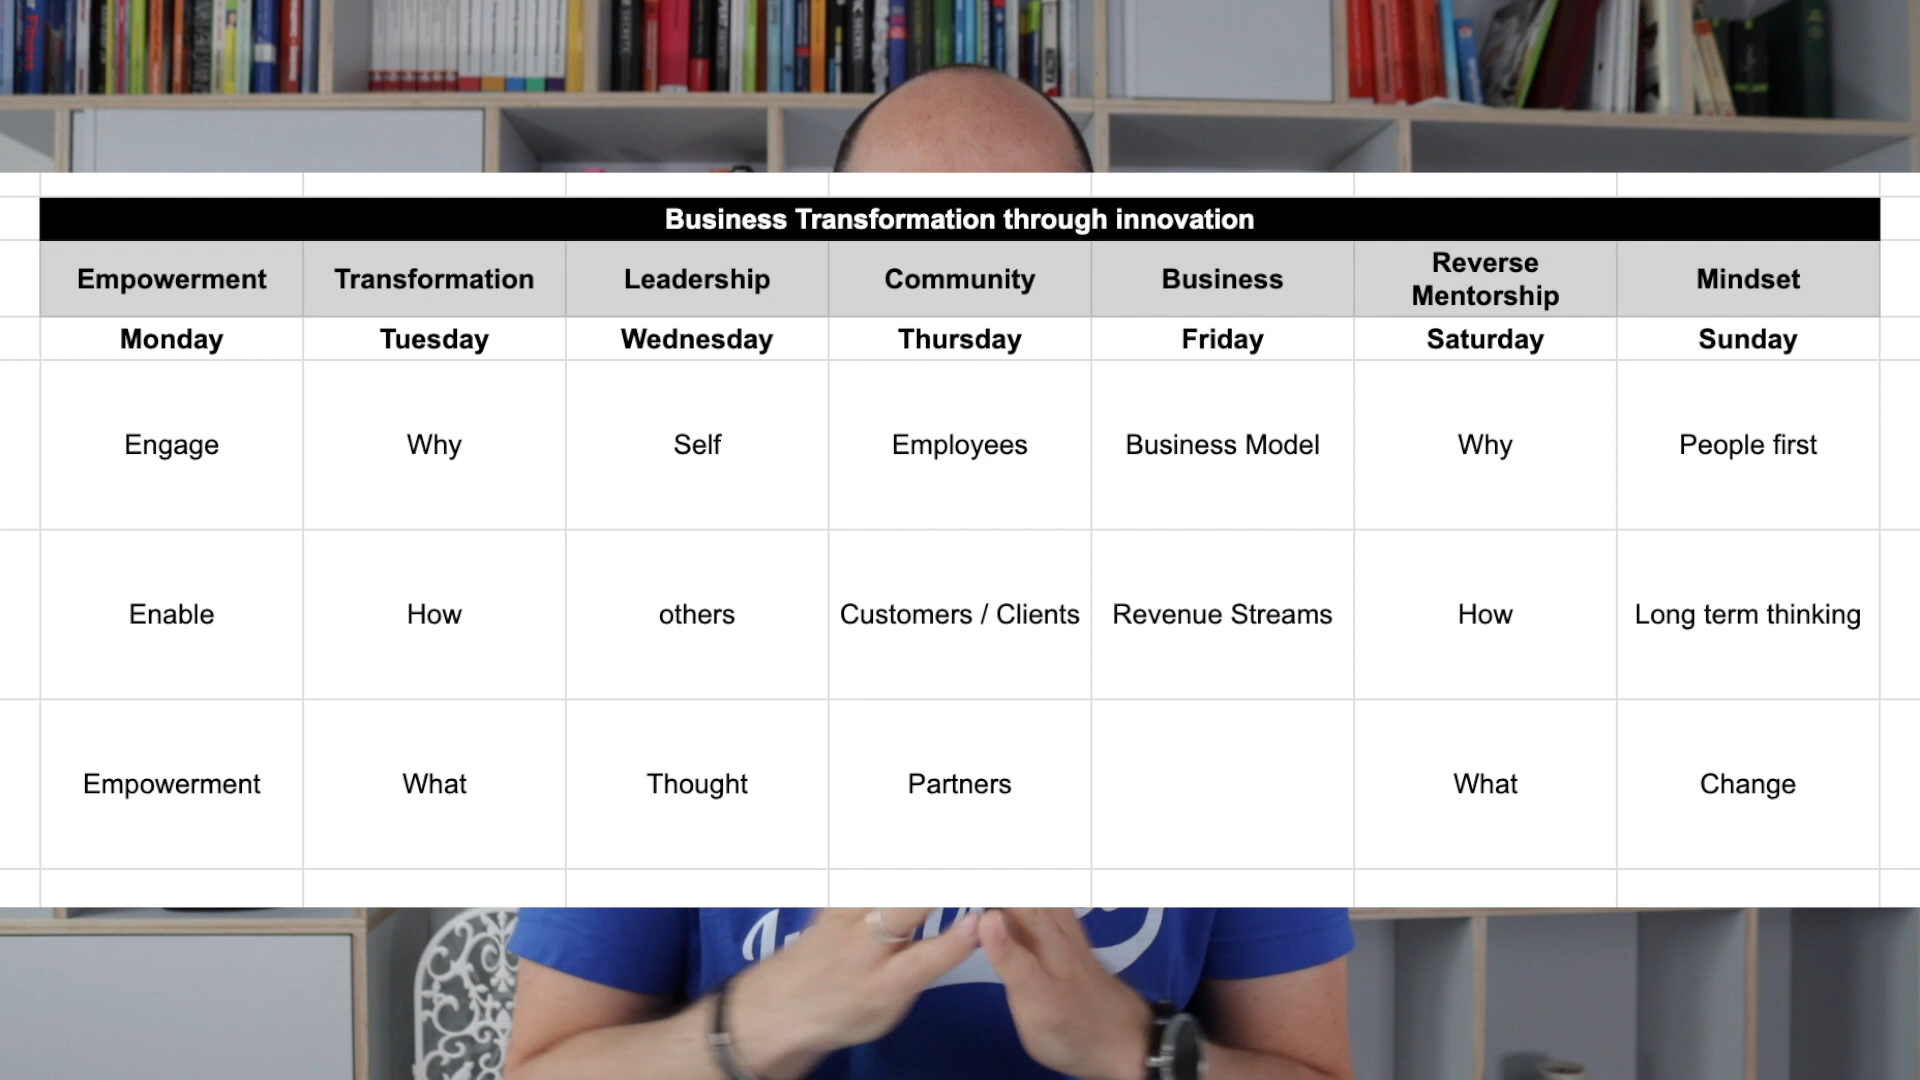 Business Transformation through innovation
Empowerment Transformation Leadership Community Business Reverse Mentorship Mindset
Monday Tuesday Wednesday Thursday Friday Saturday Sunday
Engage Why Self Employees Business Model Why People first
Enable How others Customers / Clients Revenue Streams How Long term thinking
Empowerment What Thought Partners What Change